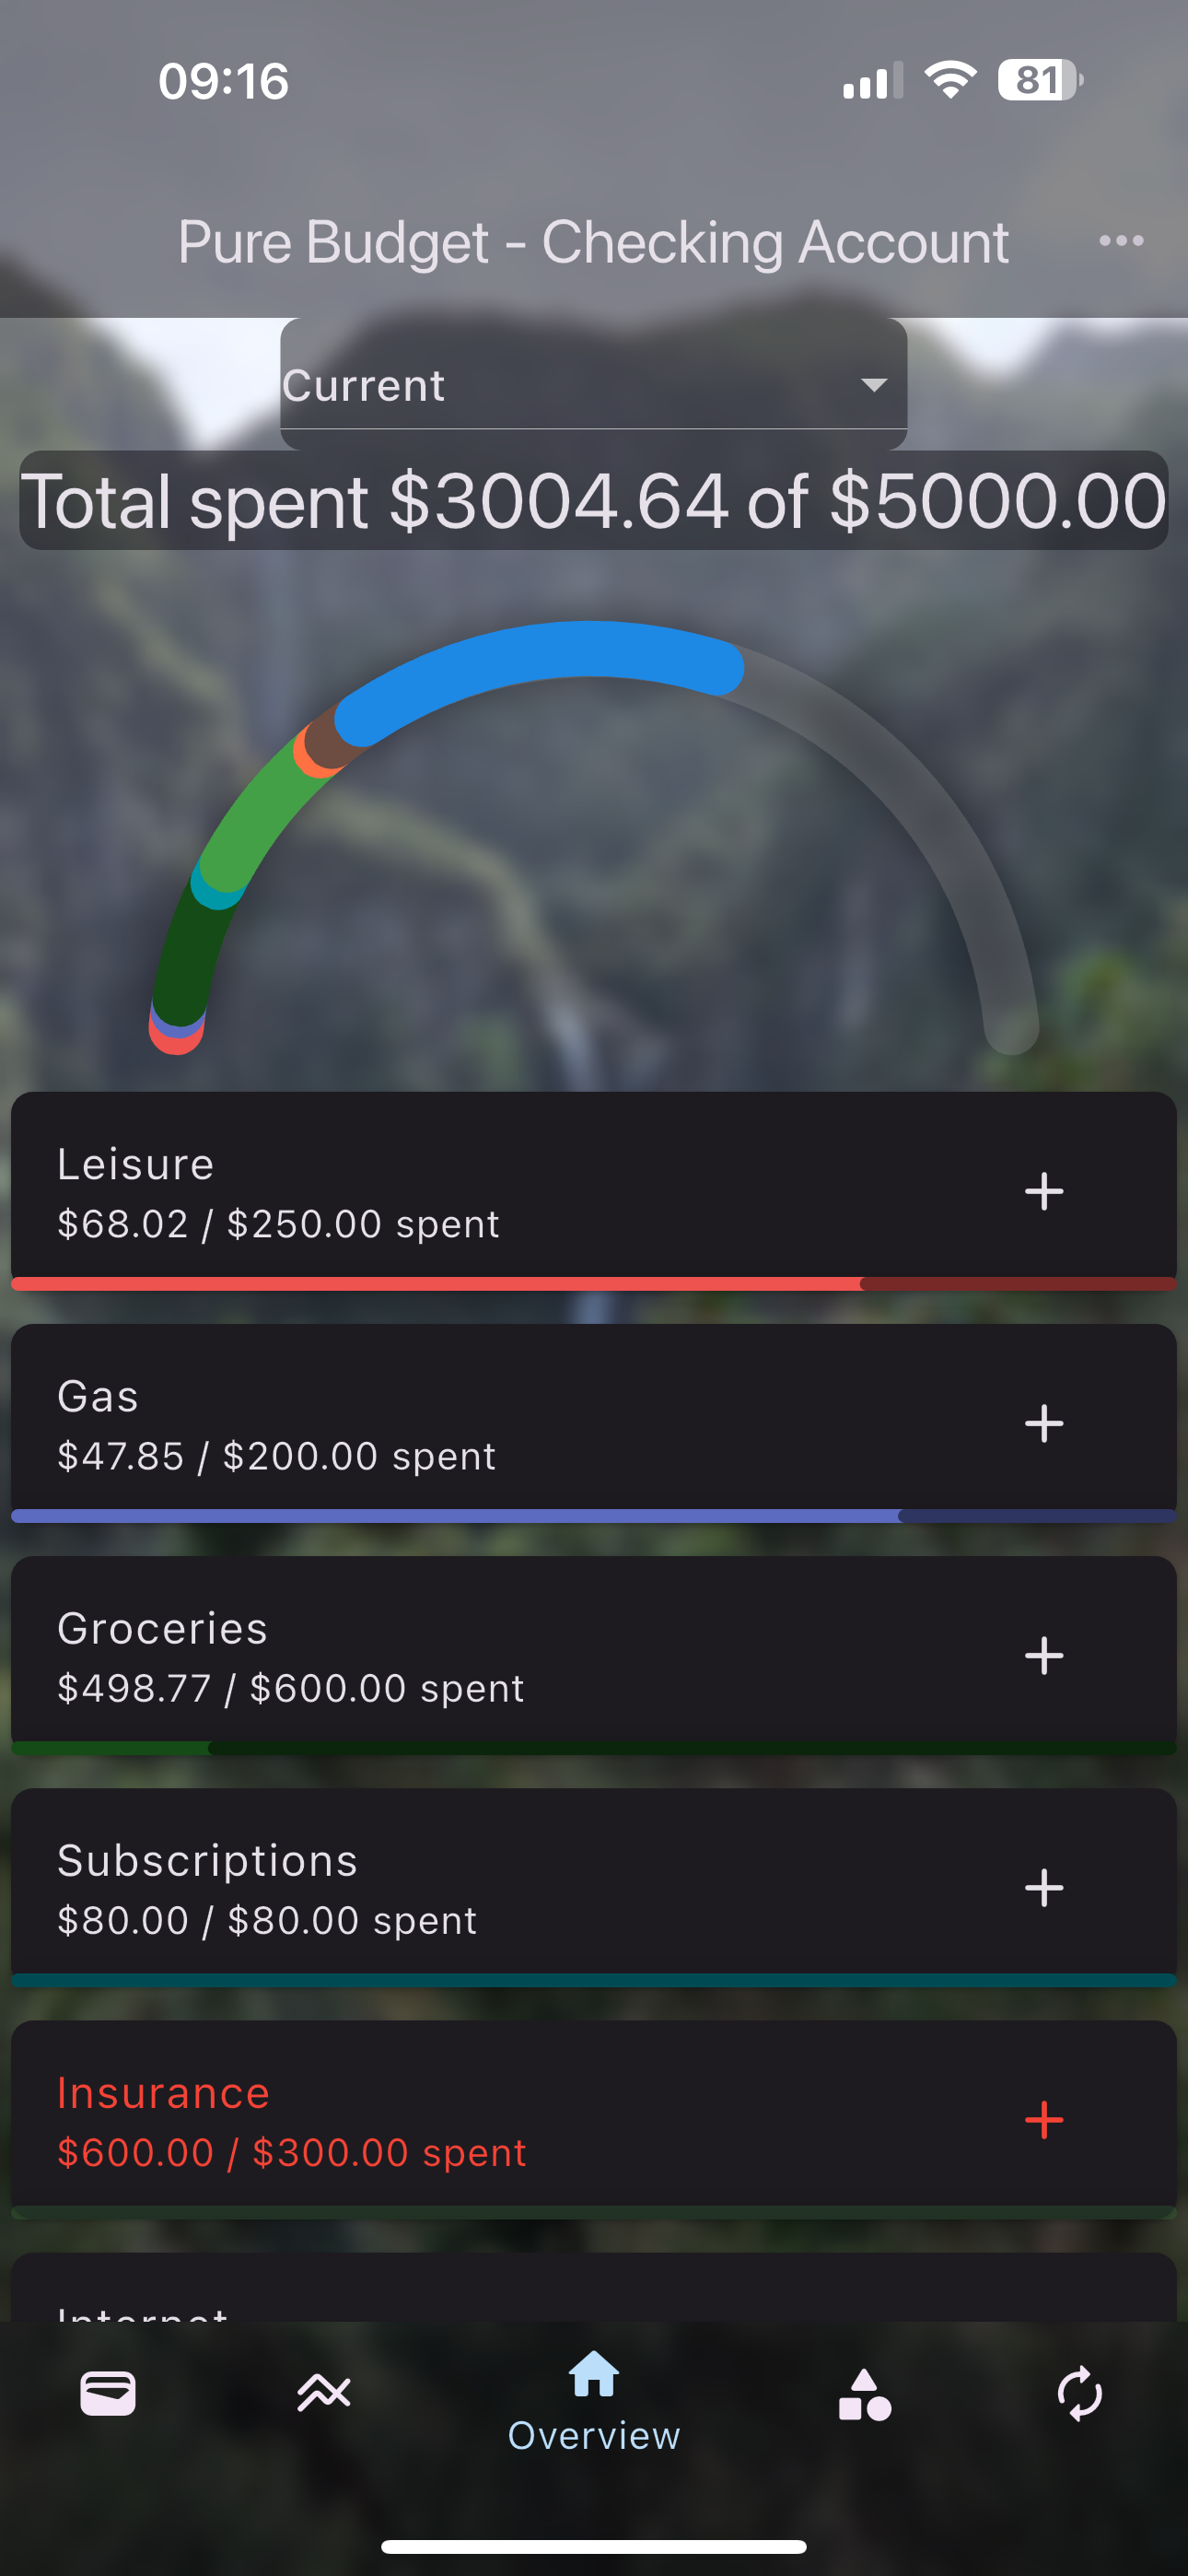 09:16
81
Pure Budget - Checking Account
Current
Total spent $3004.64 of $5000.00
Leisure
$68.02 / $250.00 spent
Gas
$47.85 / $200.00 spent
Groceries
$498.77 / $600.00 spent
Subscriptions
$80.00 / $80.00 spent
Insurance
$600.00 / $300.00 spent
Internet
Overview